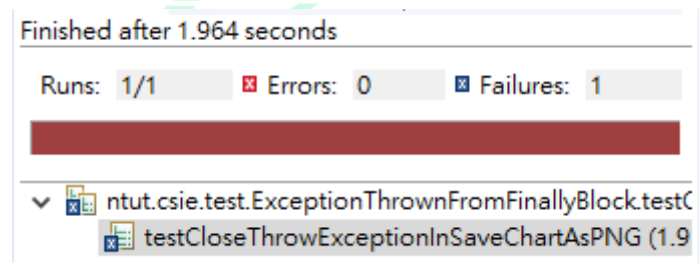 Finished after 1.964 seconds
Runs: 1/1 Errors: 0 Failures: 1
ntut.csie.test.ExceptionThrownFromFinallyBlock.testC
testCloseThrowExceptionInSaveChartAsPNG (1.9